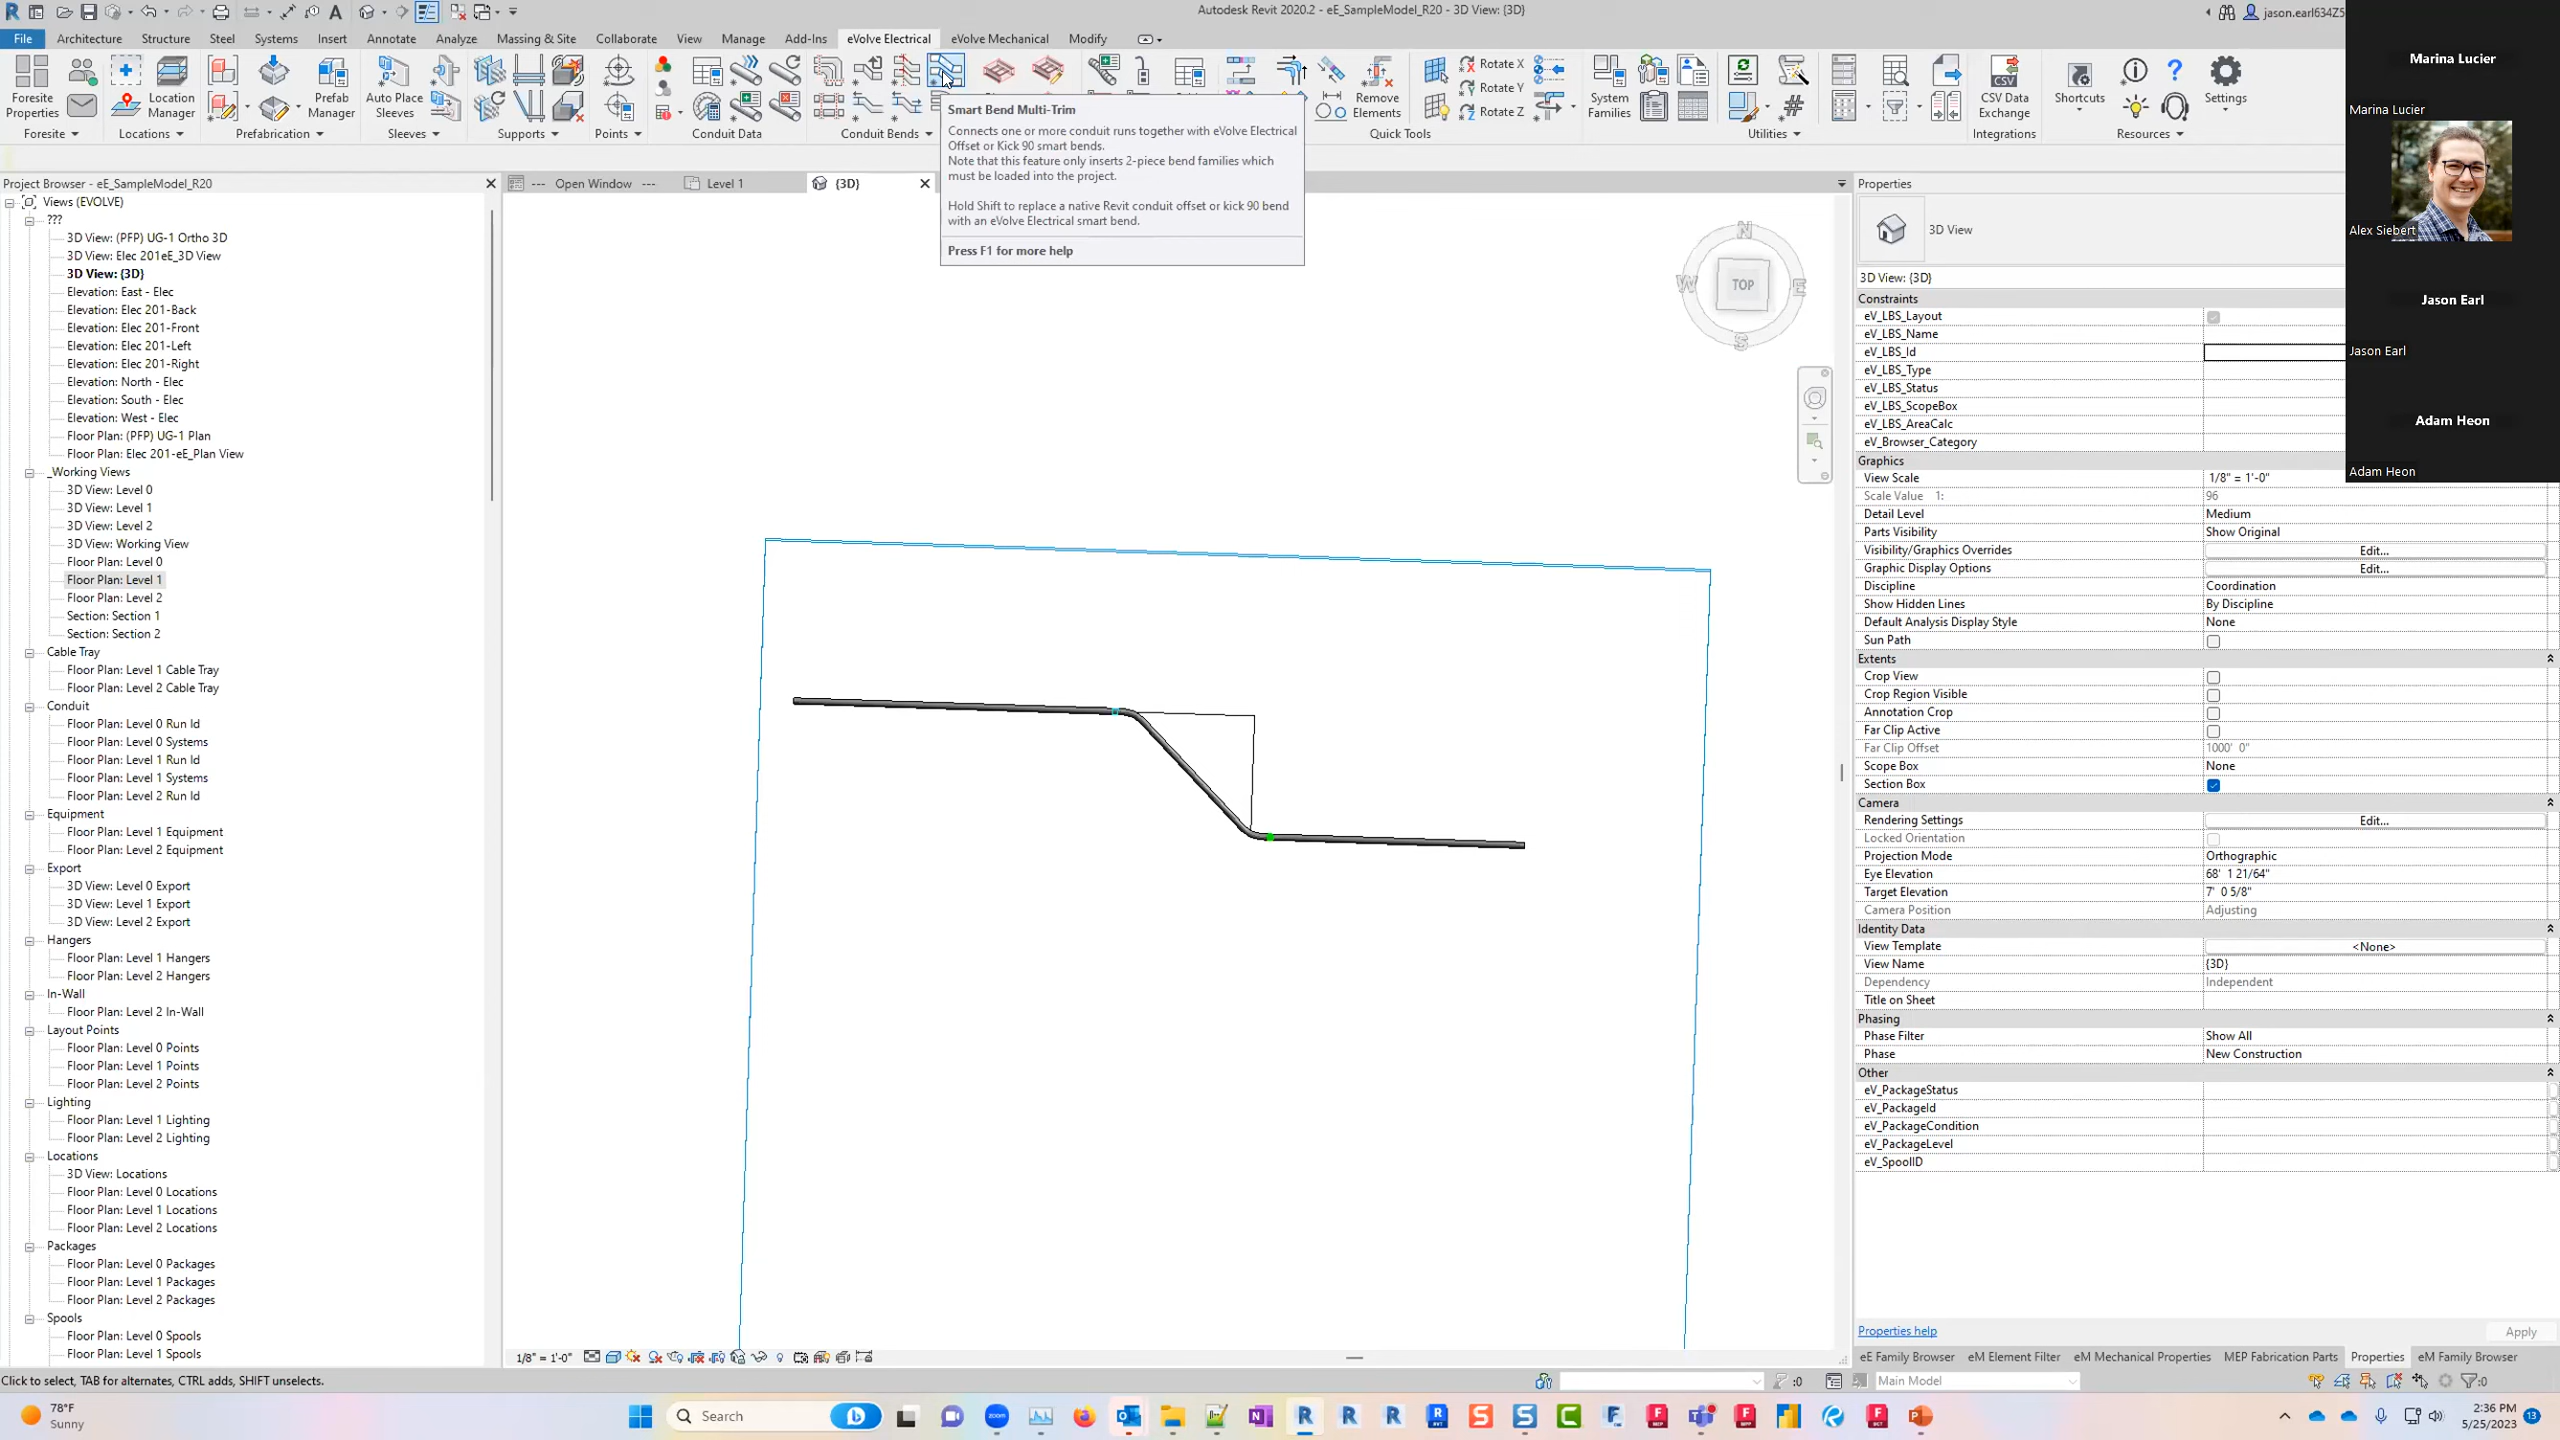 Autodesk Revit 2020.2 - eE_SampleModel_R20 - 3D View: {3D}
jason.earl634Z5
File Architecture Structure Steel Systems Insert Annotate Analyze Massing & Site Collaborate View Manage Add-Ins eVolve Electrical eVolve Mechanical Modify
Foresite Properties
Location Manager
Prefab Manager
Auto Place Sleeves
Remove Elements
Rotate X
Rotate Y
Rotate Z
System Families
CSV
CSV Data Exchange
Shortcuts
Settings
Foresite Locations Prefabrication Sleeves Supports Points Conduit Data Conduit Bends Quick Tools Utilities Integrations Resources
Smart Bend Multi-Trim
Connects one or more conduit runs together with eVolve Electrical
Offset or Kick 90 smart bends.
Note that this feature only inserts 2-piece bend families which
must be loaded into the project.
Hold Shift to replace a native Revit conduit offset or kick 90 bend
with an eVolve Electrical smart bend.
Press F1 for more help
Project Browser - eE_SampleModel_R20
Views (EVOLVE)
???
3D View: (PFP) UG-1 Ortho 3D
3D View: Elec 201eE_3D View
3D View: {3D}
Elevation: East - Elec
Elevation: Elec 201-Back
Elevation: Elec 201-Front
Elevation: Elec 201-Left
Elevation: Elec 201-Right
Elevation: North - Elec
Elevation: South - Elec
Elevation: West - Elec
Floor Plan: (PFP) UG-1 Plan
Floor Plan: Elec 201-eE_Plan View
_Working Views
3D View: Level 0
3D View: Level 1
3D View: Level 2
3D View: Working View
Floor Plan: Level 0
Floor Plan: Level 1
Floor Plan: Level 2
Section: Section 1
Section: Section 2
Cable Tray
Floor Plan: Level 1 Cable Tray
Floor Plan: Level 2 Cable Tray
Conduit
Floor Plan: Level 0 Run Id
Floor Plan: Level 0 Systems
Floor Plan: Level 1 Run Id
Floor Plan: Level 1 Systems
Floor Plan: Level 2 Run Id
Equipment
Floor Plan: Level 1 Equipment
Floor Plan: Level 2 Equipment
Export
3D View: Level 0 Export
3D View: Level 1 Export
3D View: Level 2 Export
Hangers
Floor Plan: Level 1 Hangers
Floor Plan: Level 2 Hangers
In-Wall
Floor Plan: Level 2 In-Wall
Layout Points
Floor Plan: Level 0 Points
Floor Plan: Level 1 Points
Floor Plan: Level 2 Points
Lighting
Floor Plan: Level 1 Lighting
Floor Plan: Level 2 Lighting
Locations
3D View: Locations
Floor Plan: Level 0 Locations
Floor Plan: Level 1 Locations
Floor Plan: Level 2 Locations
Packages
Floor Plan: Level 0 Packages
Floor Plan: Level 1 Packages
Floor Plan: Level 2 Packages
Spools
Floor Plan: Level 0 Spools
Floor Plan: Level 1 Spools
--- Open Window ---
Level 1
{3D}
N
W TOP E
S
1/8" = 1'-0"
Properties
3D View
3D View: {3D}
Constraints
eV_LBS_Layout
eV_LBS_Name
eV_LBS_Id
eV_LBS_Type
eV_LBS_Status
eV_LBS_ScopeBox
eV_LBS_AreaCalc
eV_Browser_Category
Graphics
View Scale 1/8" = 1'-0"
Scale Value 1: 96
Detail Level Medium
Parts Visibility Show Original
Visibility/Graphics Overrides Edit...
Graphic Display Options Edit...
Discipline Coordination
Show Hidden Lines By Discipline
Default Analysis Display Style None
Sun Path
Extents
Crop View
Crop Region Visible
Annotation Crop
Far Clip Active
Far Clip Offset 1000' 0"
Scope Box None
Section Box
Camera
Rendering Settings Edit...
Locked Orientation
Projection Mode Orthographic
Eye Elevation 68' 1 21/64"
Target Elevation 7' 0 5/8"
Camera Position Adjusting
Identity Data
View Template <None>
View Name {3D}
Dependency Independent
Title on Sheet
Phasing
Phase Filter Show All
Phase New Construction
Other
eV_PackageStatus
eV_PackageId
eV_PackageCondition
eV_PackageLevel
eV_SpoolID
Properties help Apply
eE Family Browser eM Element Filter eM Mechanical Properties MEP Fabrication Parts Properties eM Family Browser
Marina Lucier
Marina Lucier
Alex Siebert
Jason Earl
Jason Earl
Adam Heon
Adam Heon
Click to select, TAB for alternates, CTRL adds, SHIFT unselects.
:0
Main Model
:0
78°F
Sunny
Search
zoom
2:36 PM
5/25/2023
13